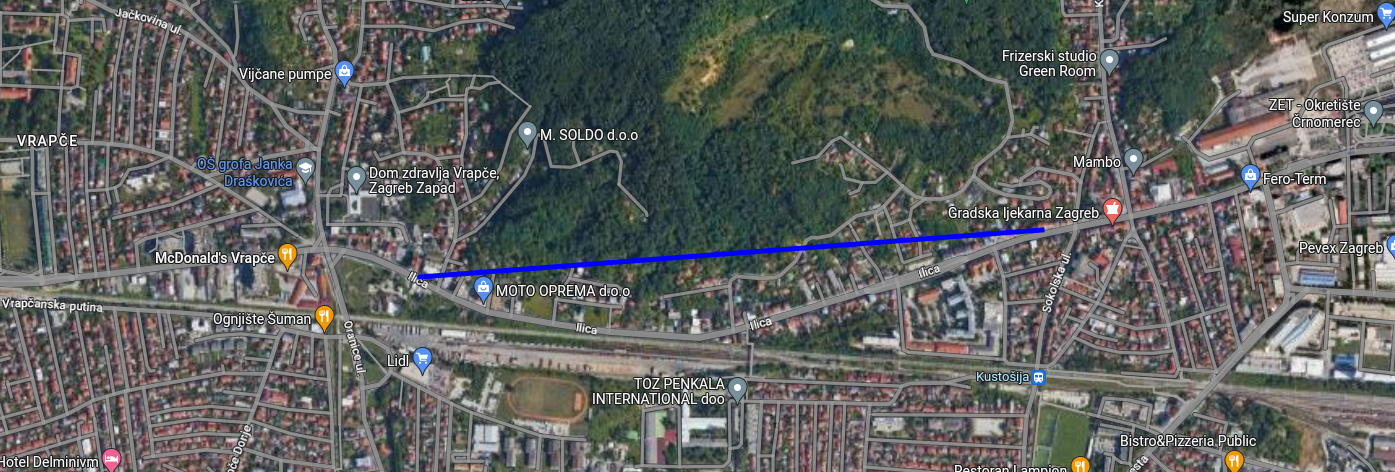 Jačkovina ul.
Super Konzum
Vijčane pumpe
Frizerski studio
Green Room
ZET - Okretište
Črnomerec
M. SOLDO d.o.o
VRAPČE
OŠ grofa Janka
Draškovića
Dom zdravlja Vrapče,
Zagreb Zapad
Mambo
Fero-Term
Gradska ljekarna Zagreb
McDonald's Vrapče
Pevex Zagreb
Ilica
MOTO OPREMA d.o.o
Ilica
Sokolska ul.
Vrapčanska putina
Ognjište Šuman
Ilica
Ilica
Oranice ul.
Lidl
Kustošija
TOZ PENKALA
INTERNATIONAL doo
Bistro&Pizzeria Public
Hotel Delminivm
Restoran Lampion